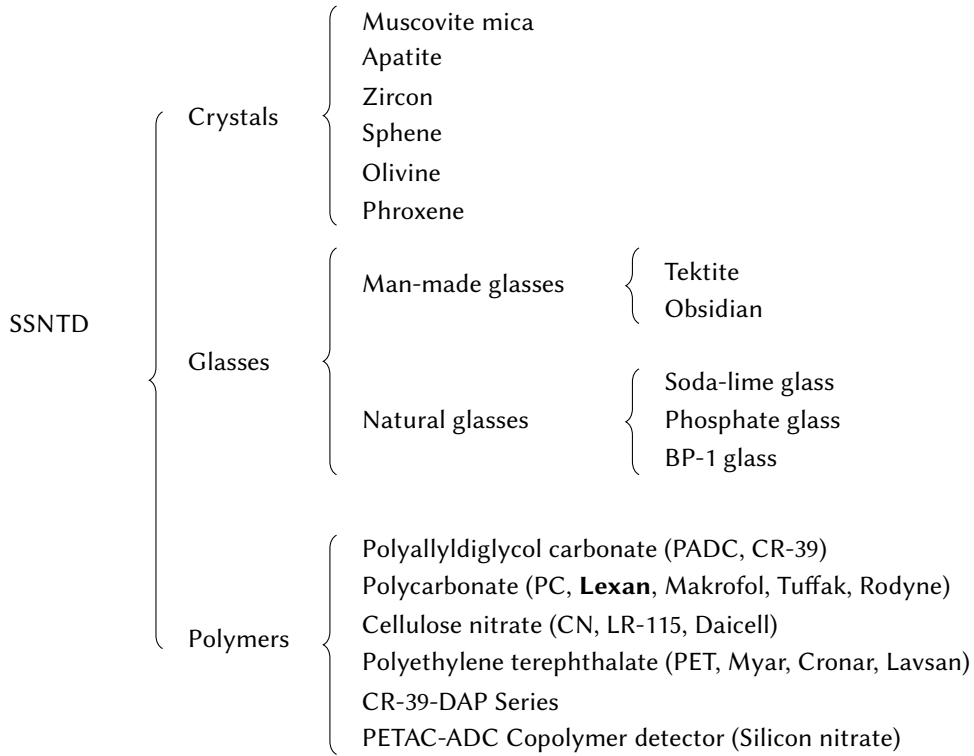 SSNTD
Crystals
Muscovite mica
Apatite
Zircon
Sphene
Olivine
Phroxene
Glasses
Man-made glasses
Tektite
Obsidian
Natural glasses
Soda-lime glass
Phosphate glass
BP-1 glass
Polymers
Polyallyldiglycol carbonate (PADC, CR-39)
Polycarbonate (PC, Lexan, Makrofol, Tuffak, Rodyne)
Cellulose nitrate (CN, LR-115, Daicell)
Polyethylene terephthalate (PET, Myar, Cronar, Lavsan)
CR-39-DAP Series
PETAC-ADC Copolymer detector (Silicon nitrate)